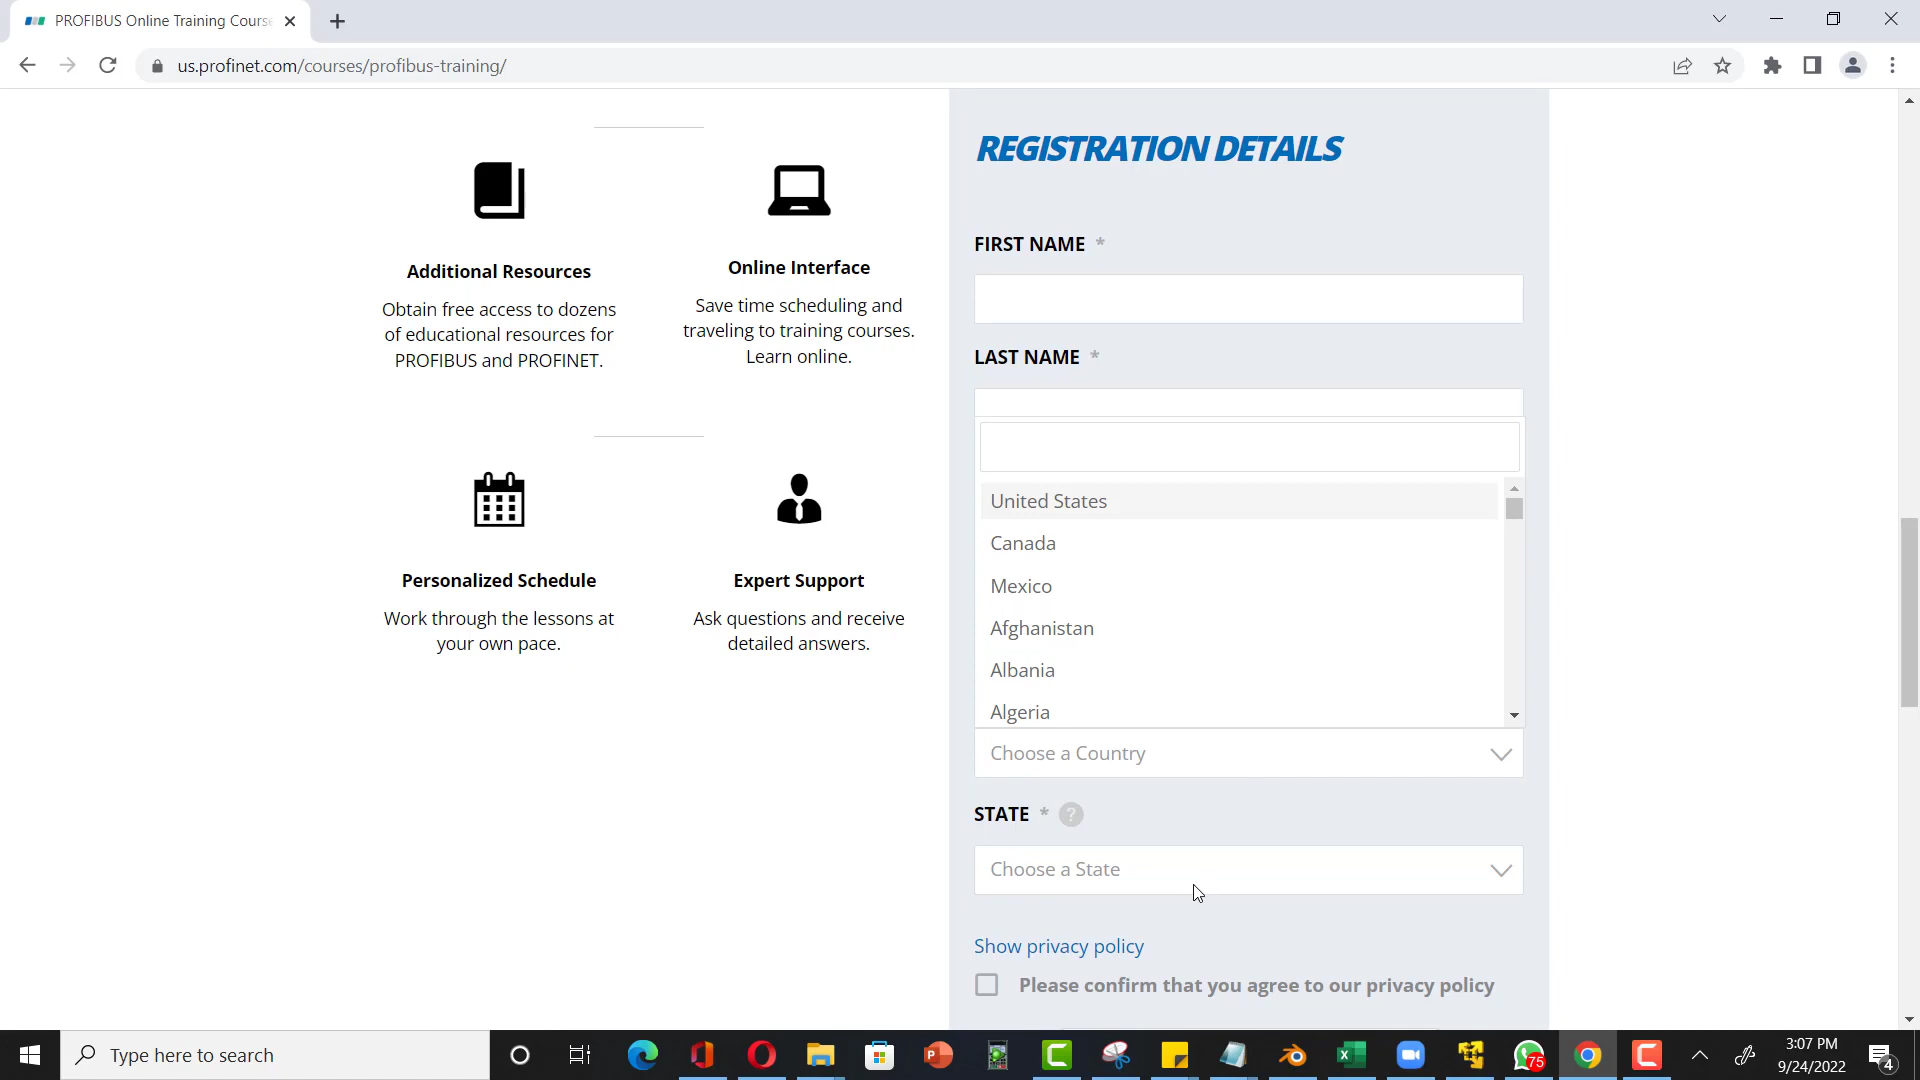 PROFIBUS Online Training Course
us.profinet.com/courses/profibus-training/
Additional Resources
Obtain free access to dozens
of educational resources for
PROFIBUS and PROFINET.
Online Interface
Save time scheduling and
traveling to training courses.
Learn online.
Personalized Schedule
Work through the lessons at
your own pace.
Expert Support
Ask questions and receive
detailed answers.
REGISTRATION DETAILS
FIRST NAME *
LAST NAME *
United States
Canada
Mexico
Afghanistan
Albania
Algeria
Choose a Country
STATE * ?
Choose a State
Show privacy policy
Please confirm that you agree to our privacy policy
Type here to search
75
3:07 PM
9/24/2022
4